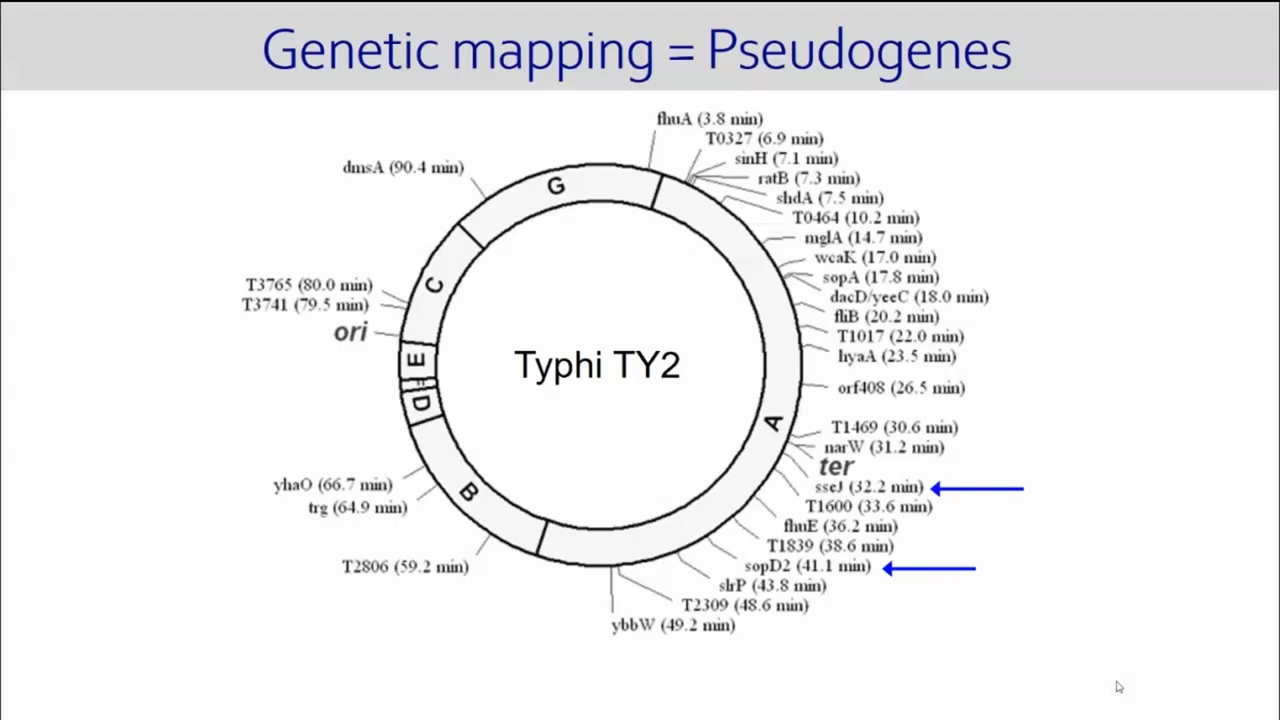 Genetic mapping = Pseudogenes
fhuA (3.8 min)
T0327 (6.9 min)
sinH (7.1 min)
ratB (7.3 min)
shdA (7.5 min)
T0464 (10.2 min)
mglA (14.7 min)
wcaK (17.0 min)
sopA (17.8 min)
dacD/yeeC (18.0 min)
fliB (20.2 min)
T1017 (22.0 min)
hyaA (23.5 min)
orf408 (26.5 min)
T1469 (30.6 min)
narW (31.2 min)
ter
sseJ (32.2 min)
T1600 (33.6 min)
fhuE (36.2 min)
T1839 (38.6 min)
sopD2 (41.1 min)
slrP (43.8 min)
T2309 (48.6 min)
ybbW (49.2 min)
T2806 (59.2 min)
trg (64.9 min)
yhaO (66.7 min)
ori
T3741 (79.5 min)
T3765 (80.0 min)
dmsA (90.4 min)
G
A
B
D
E
C
Typhi TY2